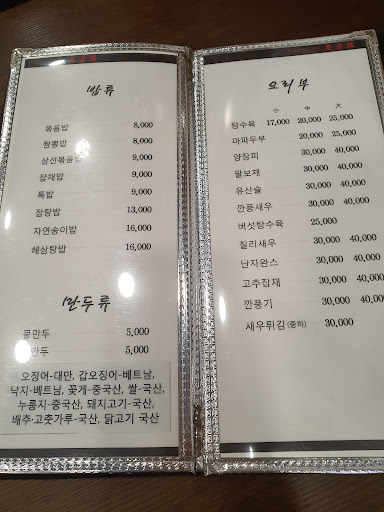 밥류
볶음밥 8,000
짬뽕밥 8,000
삼선볶음밥 9,000
잡채밥 9,000
특밥 9,000
잡탕밥 13,000
자연송이밥 16,000
해삼탕밥 16,000
만두류
물만두 5,000
만두 5,000
오징어-대만, 갑오징어-베트남,
낙지-베트남, 꽃게-중국산, 쌀-국산,
누룽지-중국산, 돼지고기-국산,
배추·고춧가루-국산, 닭고기 국산
요리부
小 中 大
탕수육 17,000 20,000 25,000
마파두부 20,000 25,000
양장피 30,000 40,000
팔보채 30,000 40,000
유산슬 30,000 40,000
깐풍새우 30,000 40,000
버섯탕수육 25,000
칠리새우 30,000 40,000
난자완스 30,000 40,000
고추잡채 30,000 40,000
깐풍기 30,000 40,000
새우튀김(중하) 30,000